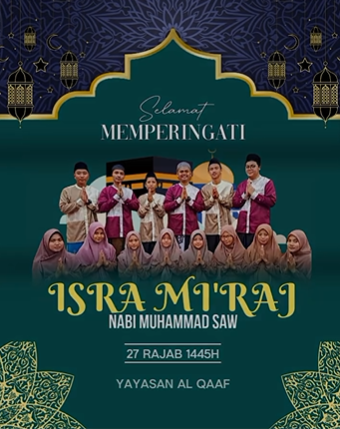 Selamat
MEMPERINGATI
ISRA MI'RAJ
NABI MUHAMMAD SAW
27 RAJAB 1445H
YAYASAN AL QAAF